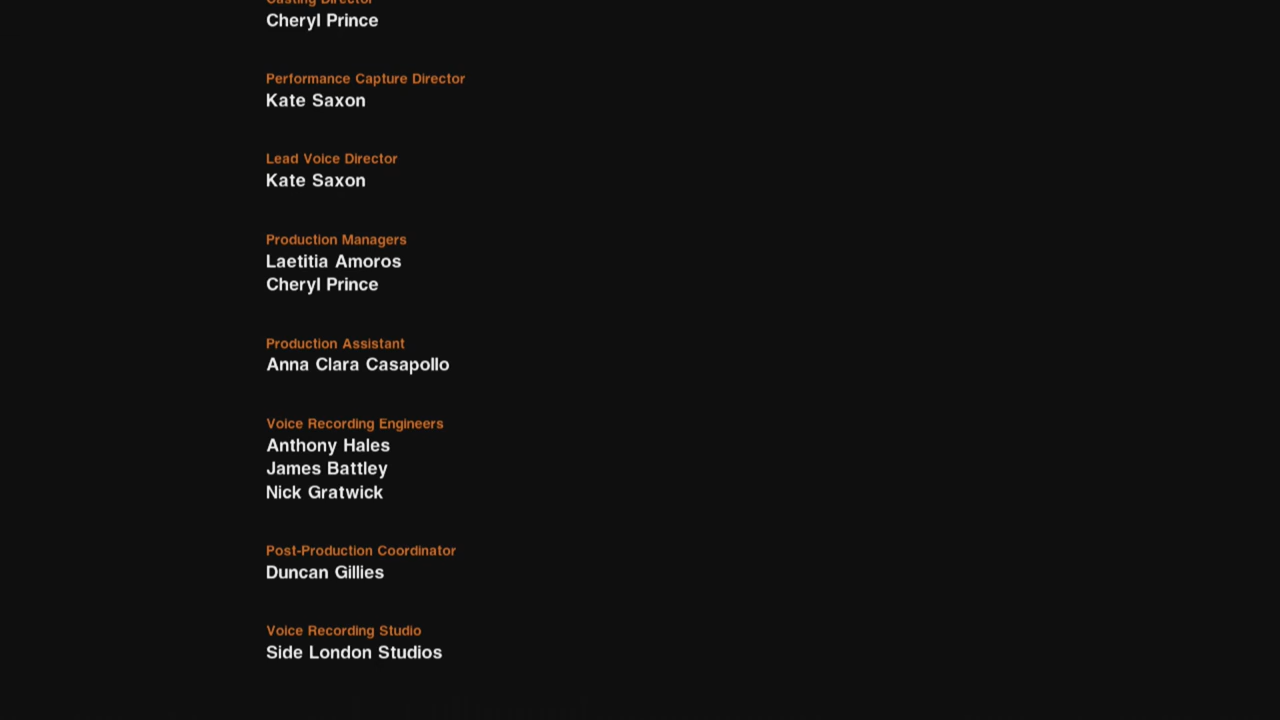 Casting Director
Cheryl Prince
Performance Capture Director
Kate Saxon
Lead Voice Director
Kate Saxon
Production Managers
Laetitia Amoros
Cheryl Prince
Production Assistant
Anna Clara Casapollo
Voice Recording Engineers
Anthony Hales
James Battley
Nick Gratwick
Post-Production Coordinator
Duncan Gillies
Voice Recording Studio
Side London Studios